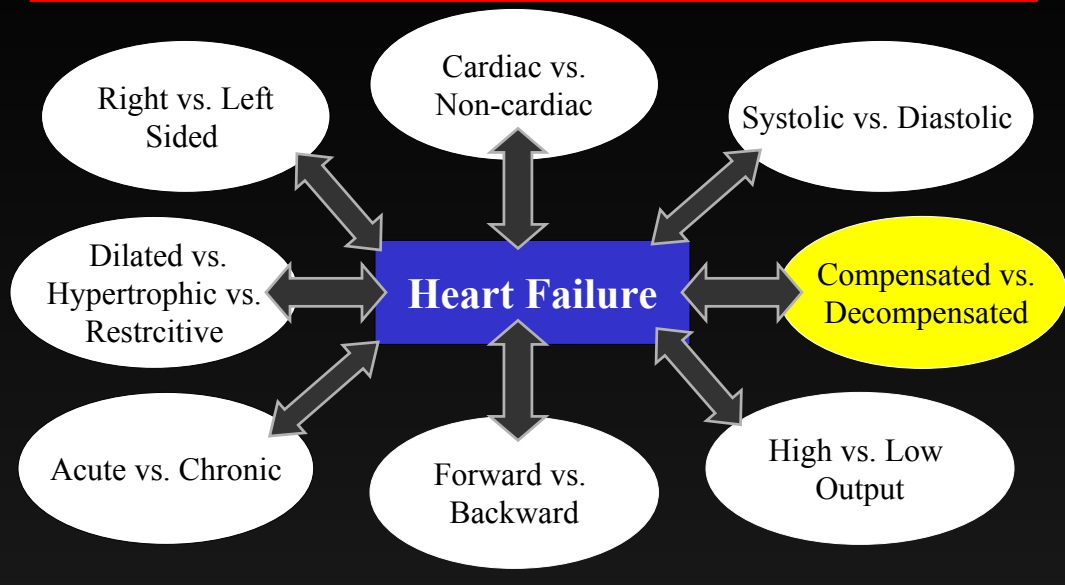 Cardiac vs.
Non-cardiac
Right vs. Left
Sided
Systolic vs. Diastolic
Dilated vs.
Hypertrophic vs.
Restrcitive
Heart Failure
Compensated vs.
Decompensated
Acute vs. Chronic
Forward vs.
Backward
High vs. Low
Output